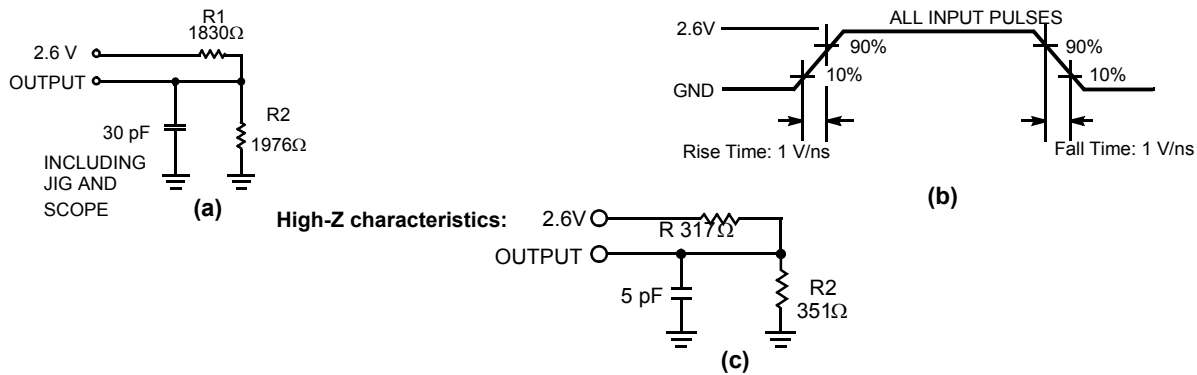 R1
1830Ω
2.6 V
OUTPUT
30 pF
R2
1976Ω
INCLUDING
JIG AND
SCOPE
(a)
ALL INPUT PULSES
2.6V
90%
10%
GND
90%
10%
Rise Time: 1 V/ns
Fall Time: 1 V/ns
(b)
High-Z characteristics:
2.6V
R 317Ω
OUTPUT
5 pF
R2
351Ω
(c)